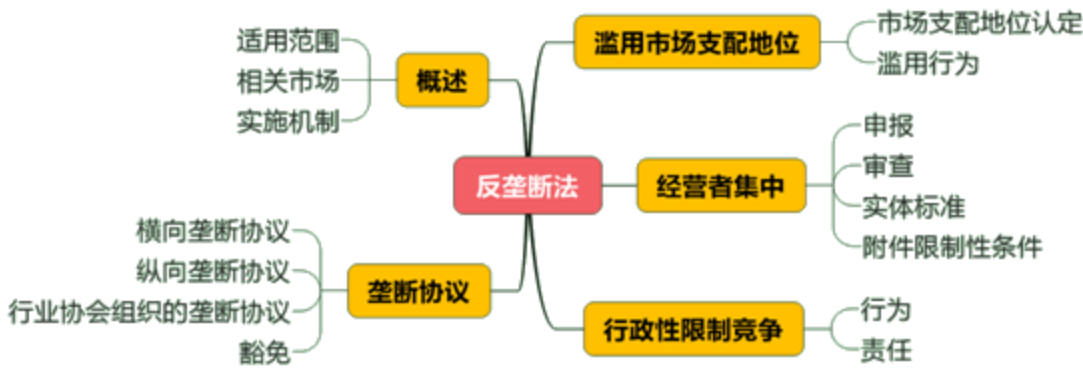 反垄断法
概述
适用范围
相关市场
实施机制
垄断协议
横向垄断协议
纵向垄断协议
行业协会组织的垄断协议
豁免
滥用市场支配地位
市场支配地位认定
滥用行为
经营者集中
申报
审查
实体标准
附件限制性条件
行政性限制竞争
行为
责任